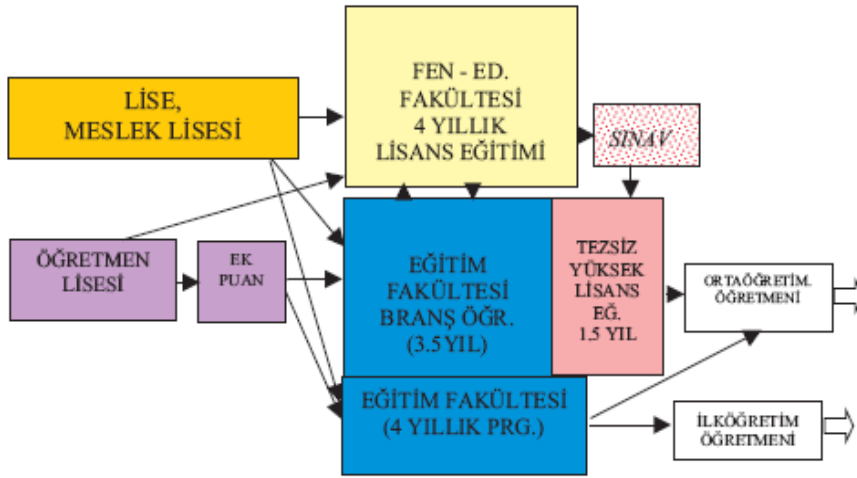 FEN - ED.
FAKÜLTESİ
4 YILLIK
LİSANS EĞİTİMİ
LİSE,
MESLEK LİSESİ
SINAV
ÖĞRETMEN
LİSESİ
EK
PUAN
EĞİTİM
FAKÜLTESİ
BRANŞ ÖĞR.
(3.5YIL)
TEZSİZ
YÜKSEK
LİSANS
EĞ.
1.5 YIL
ORTAÖĞRETİM.
ÖĞRETMENİ
EĞİTİM FAKÜLTESİ
(4 YILLIK PRG.)
İLKÖĞRETİM
ÖĞRETMENİ